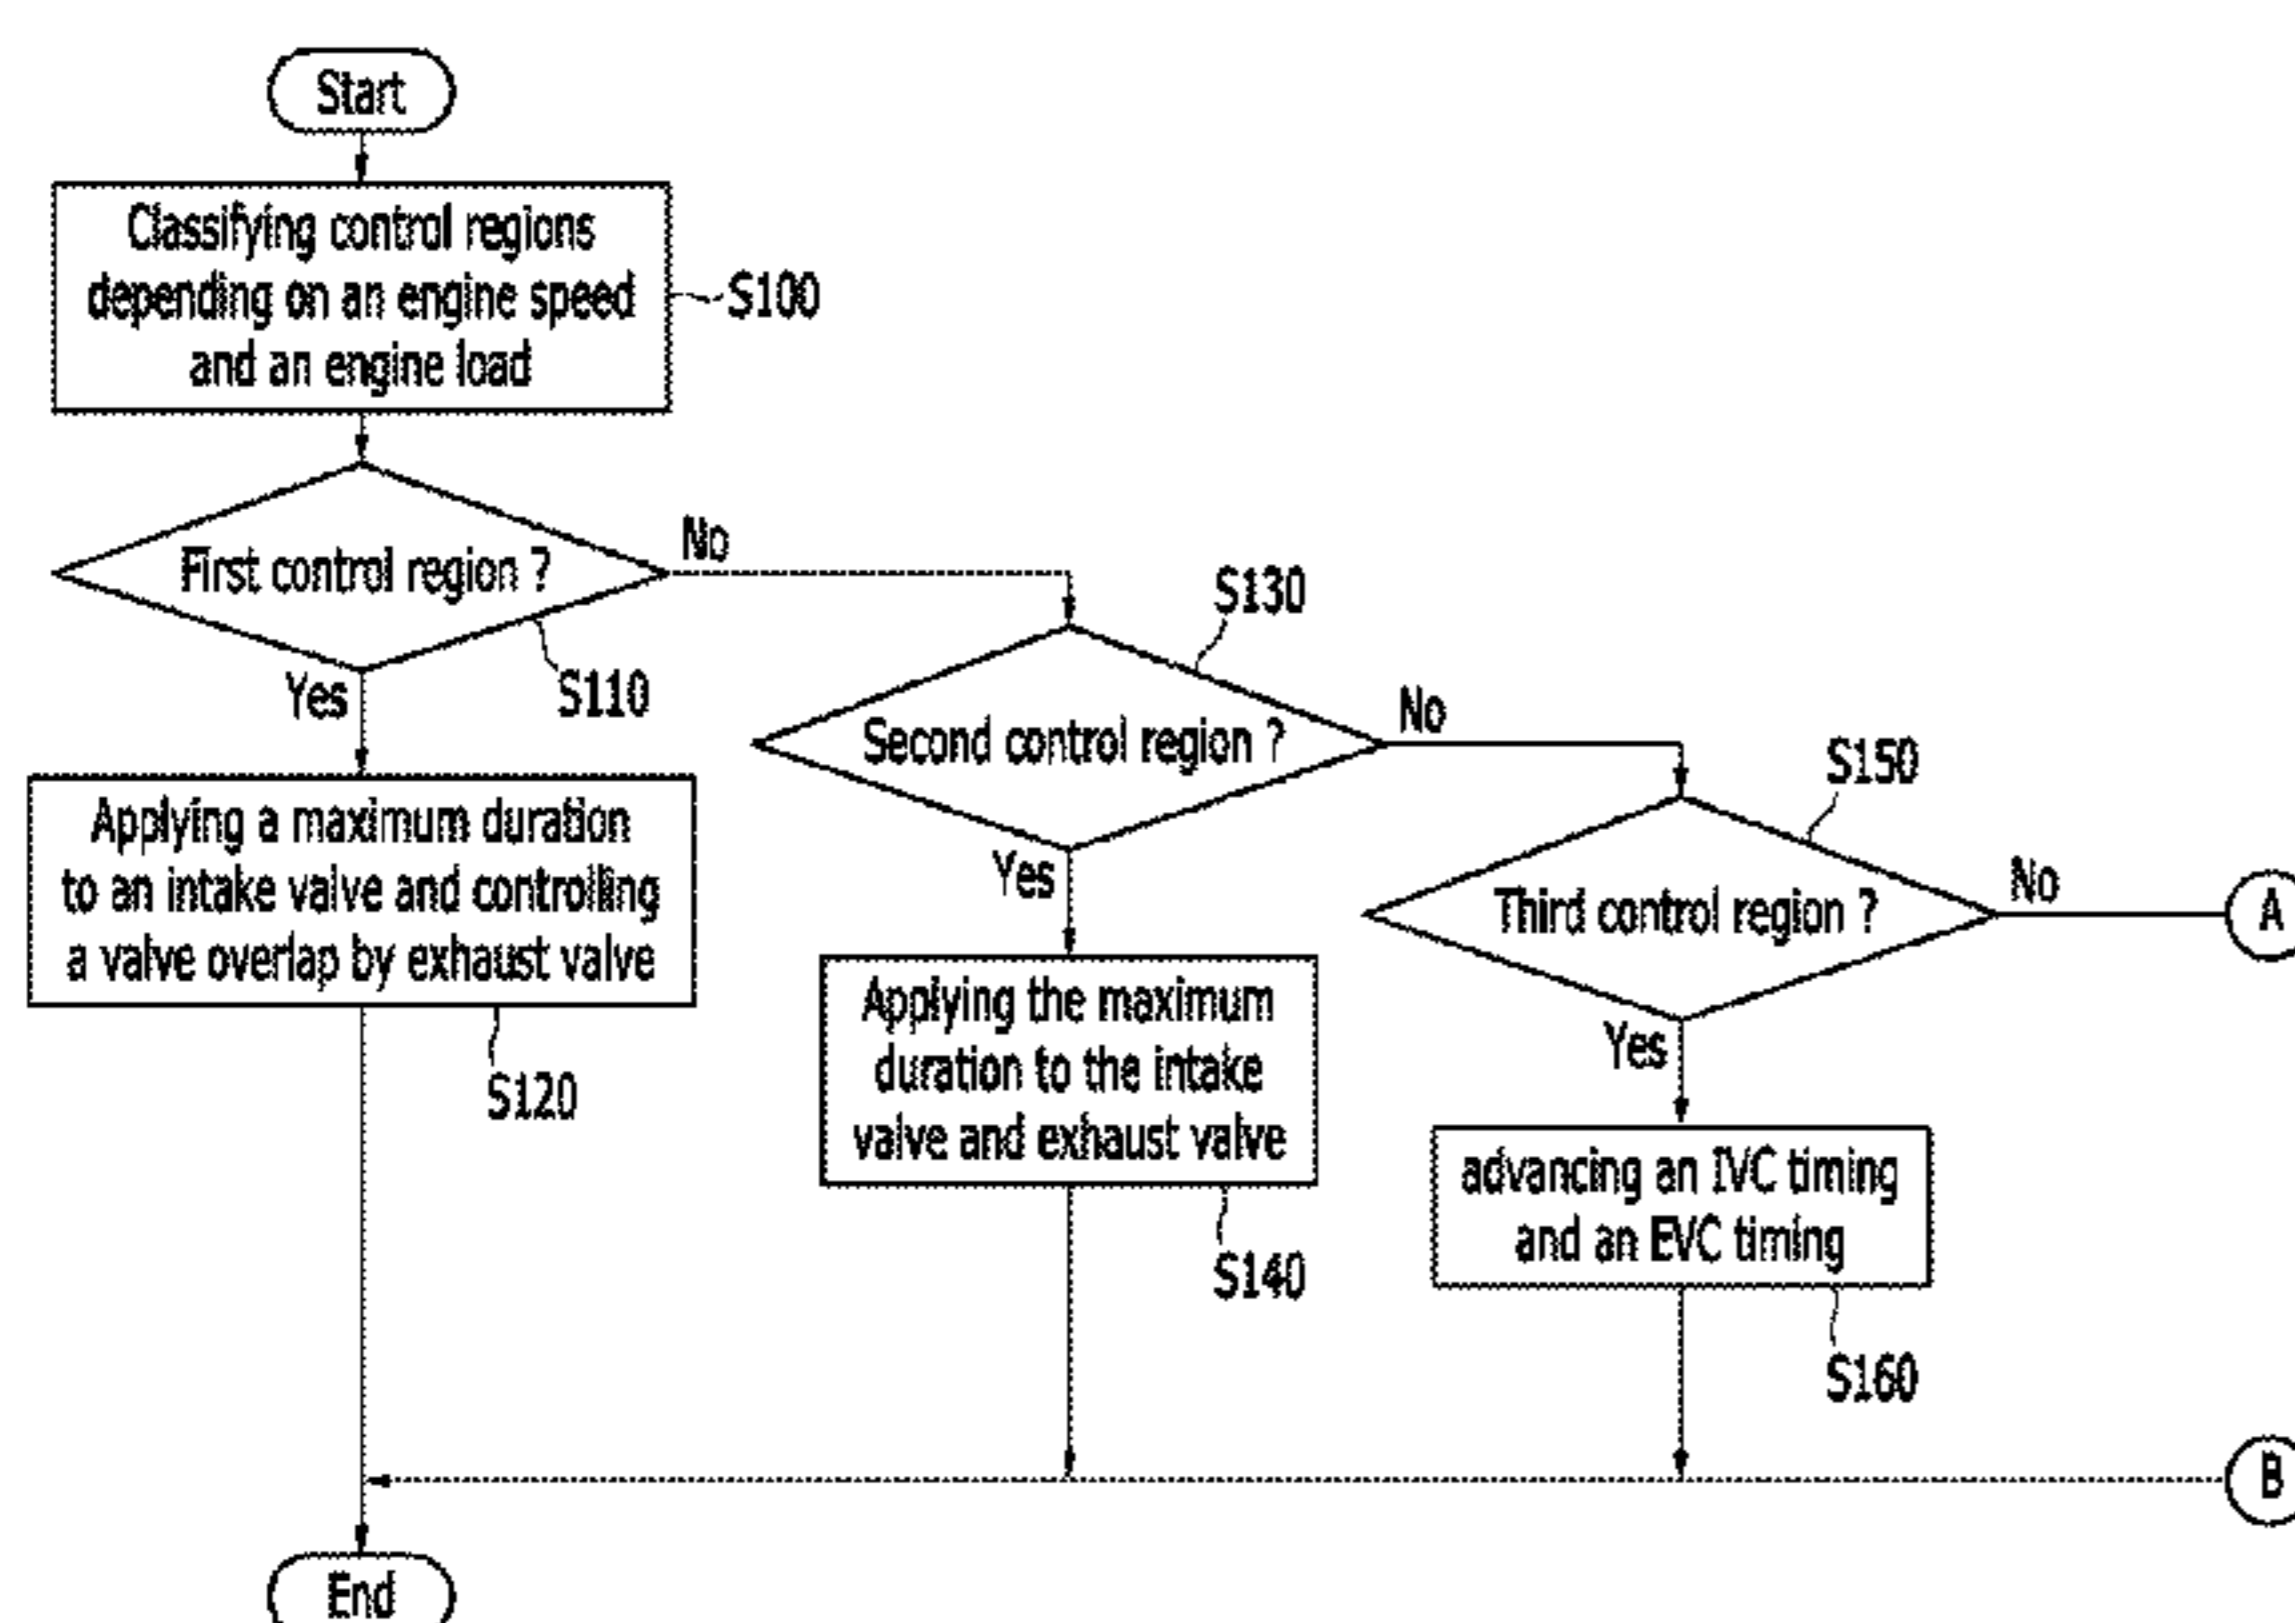 Start
Classifying control regions
depending on an engine speed
and an engine load
S100
First control region ?
No
Yes
S110
Applying a maximum duration
to an intake valve and controlling
a valve overlap by exhaust valve
S120
S130
Second control region ?
No
Yes
Applying the maximum
duration to the intake
valve and exhaust valve
S140
S150
Third control region ?
No
A
Yes
advancing an IVC timing
and an EVC timing
S160
B
End